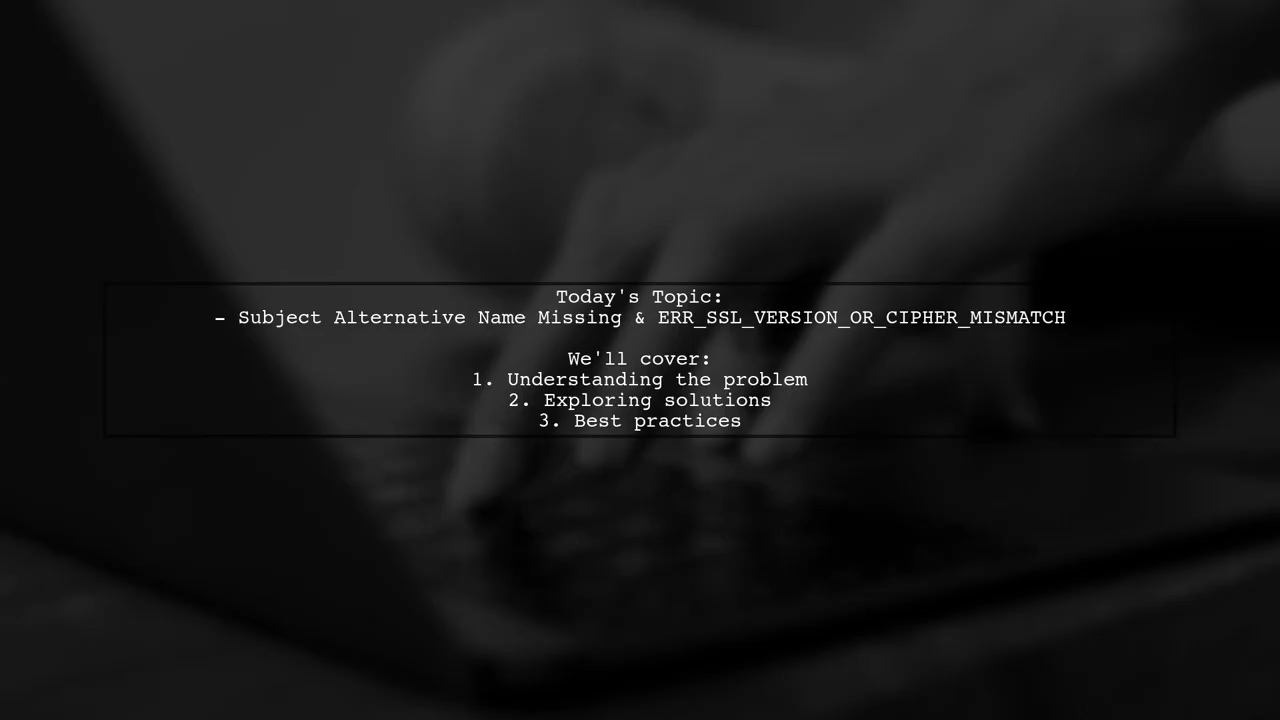 Today's Topic:
- Subject Alternative Name Missing & ERR_SSL_VERSION_OR_CIPHER_MISMATCH
We'll cover:
1. Understanding the problem
2. Exploring solutions
3. Best practices